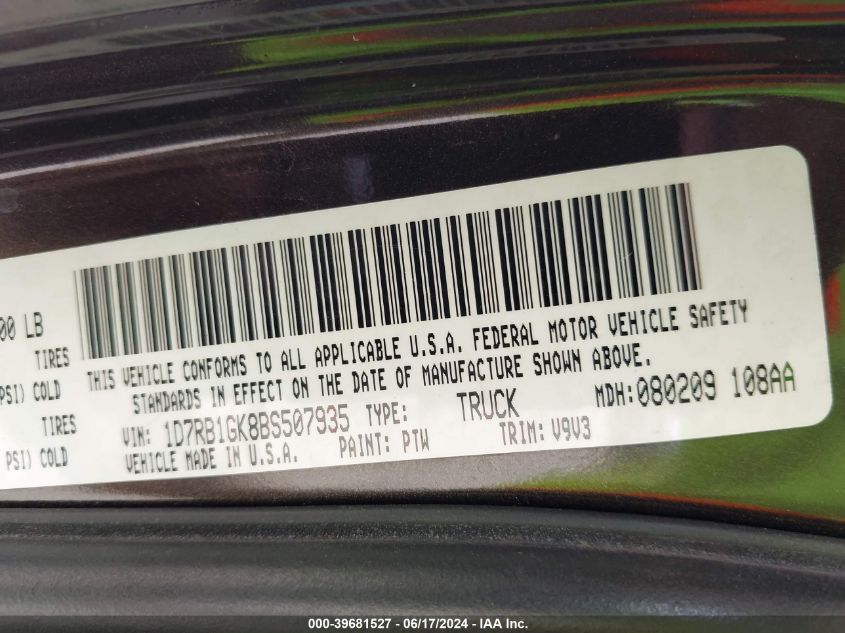 00 LB
TIRES
PSI) COLD
TIRES
PSI) COLD
THIS VEHICLE CONFORMS TO ALL APPLICABLE U.S.A. FEDERAL MOTOR VEHICLE SAFETY
STANDARDS IN EFFECT ON THE DATE OF MANUFACTURE SHOWN ABOVE.
VIN: 1D7RB1GK8BS507935 TYPE: TRUCK MDH: 080209 108AA
VEHICLE MADE IN U.S.A. PAINT: PTW TRIM: V9V3
000-39681527 - 06/17/2024 - IAA Inc.